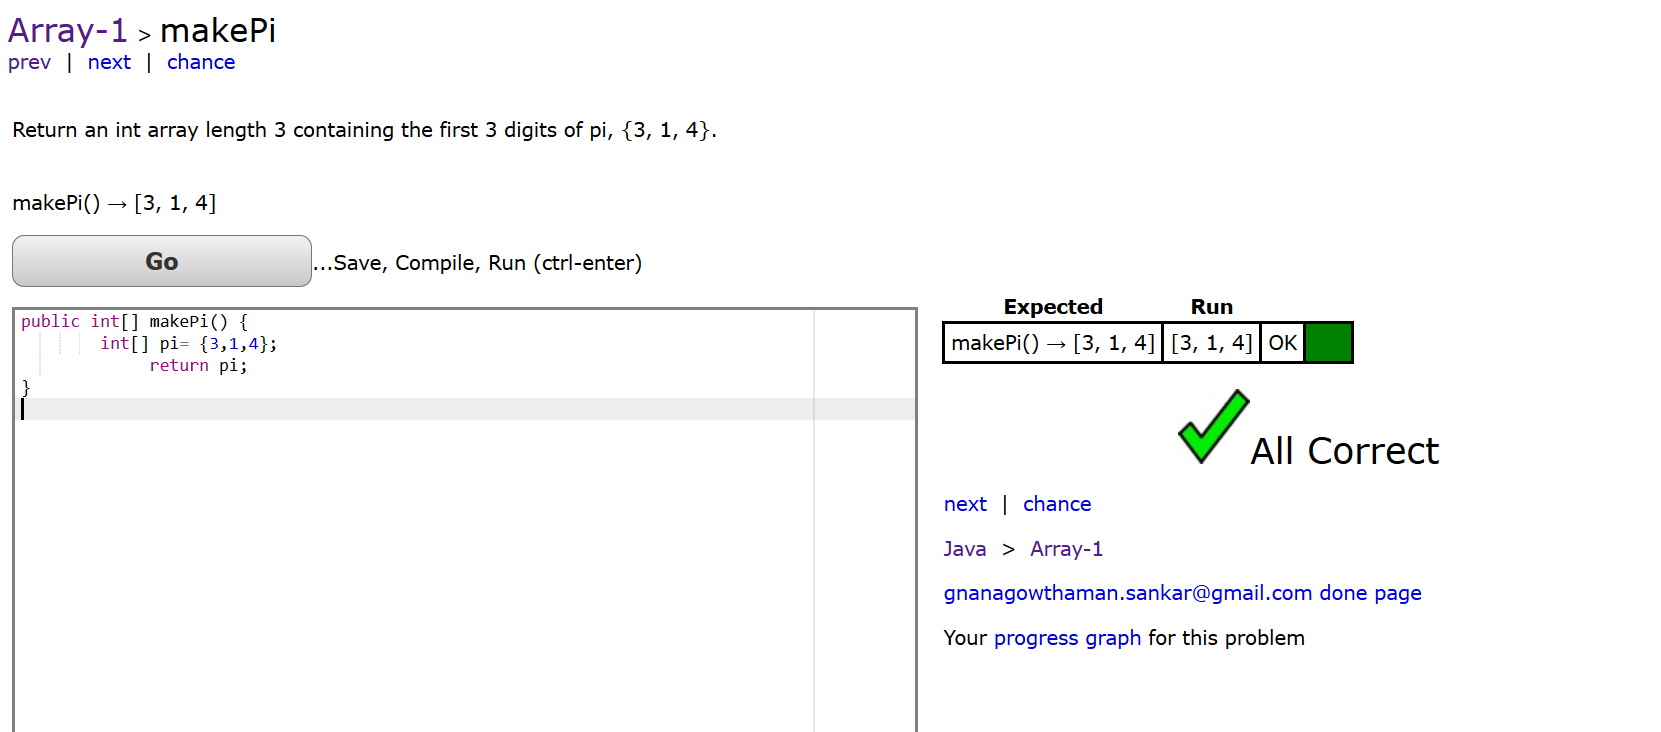 Array-1 > makePi
prev | next | chance
Return an int array length 3 containing the first 3 digits of pi, {3, 1, 4}.
makePi() → [3, 1, 4]
Go ...Save, Compile, Run (ctrl-enter)
public int[] makePi() {
int[] pi= {3,1,4};
return pi;
}
Expected Run
makePi() → [3, 1, 4] [3, 1, 4] OK
All Correct
next | chance
Java > Array-1
gnanagowthaman.sankar@gmail.com done page
Your progress graph for this problem